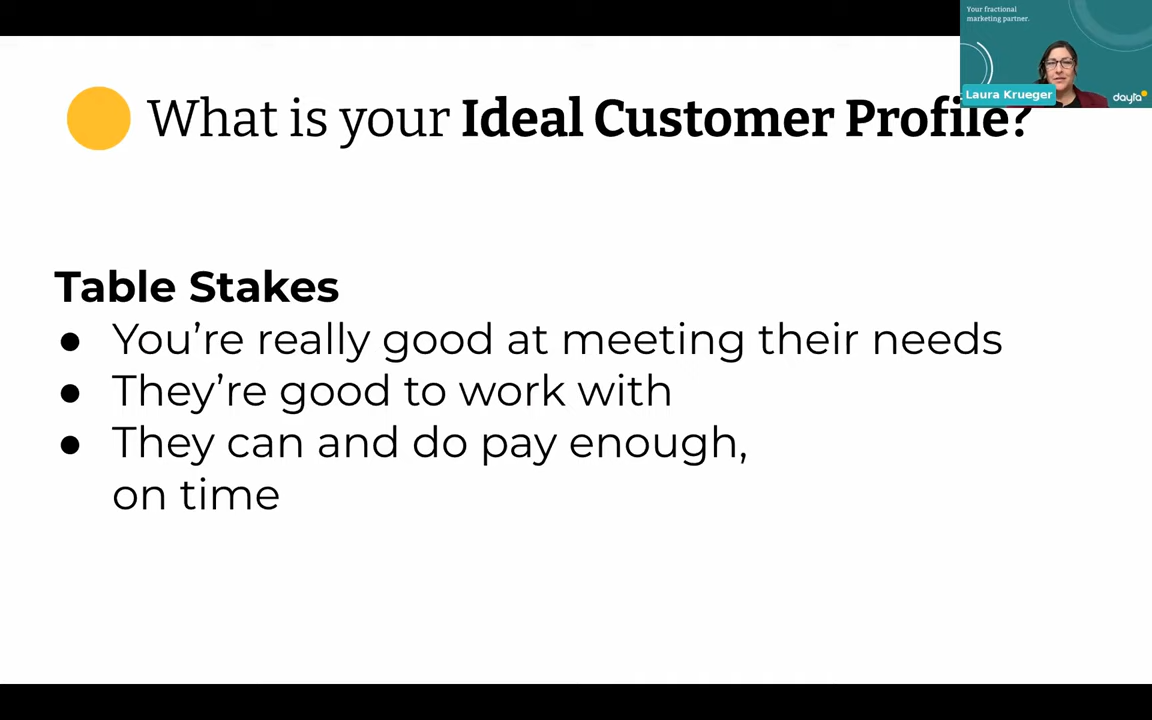 Your fractional
marketing partner.
Laura Krueger
dayfa
What is your Ideal Customer Profile?
Table Stakes
● You’re really good at meeting their needs
● They’re good to work with
● They can and do pay enough,
on time